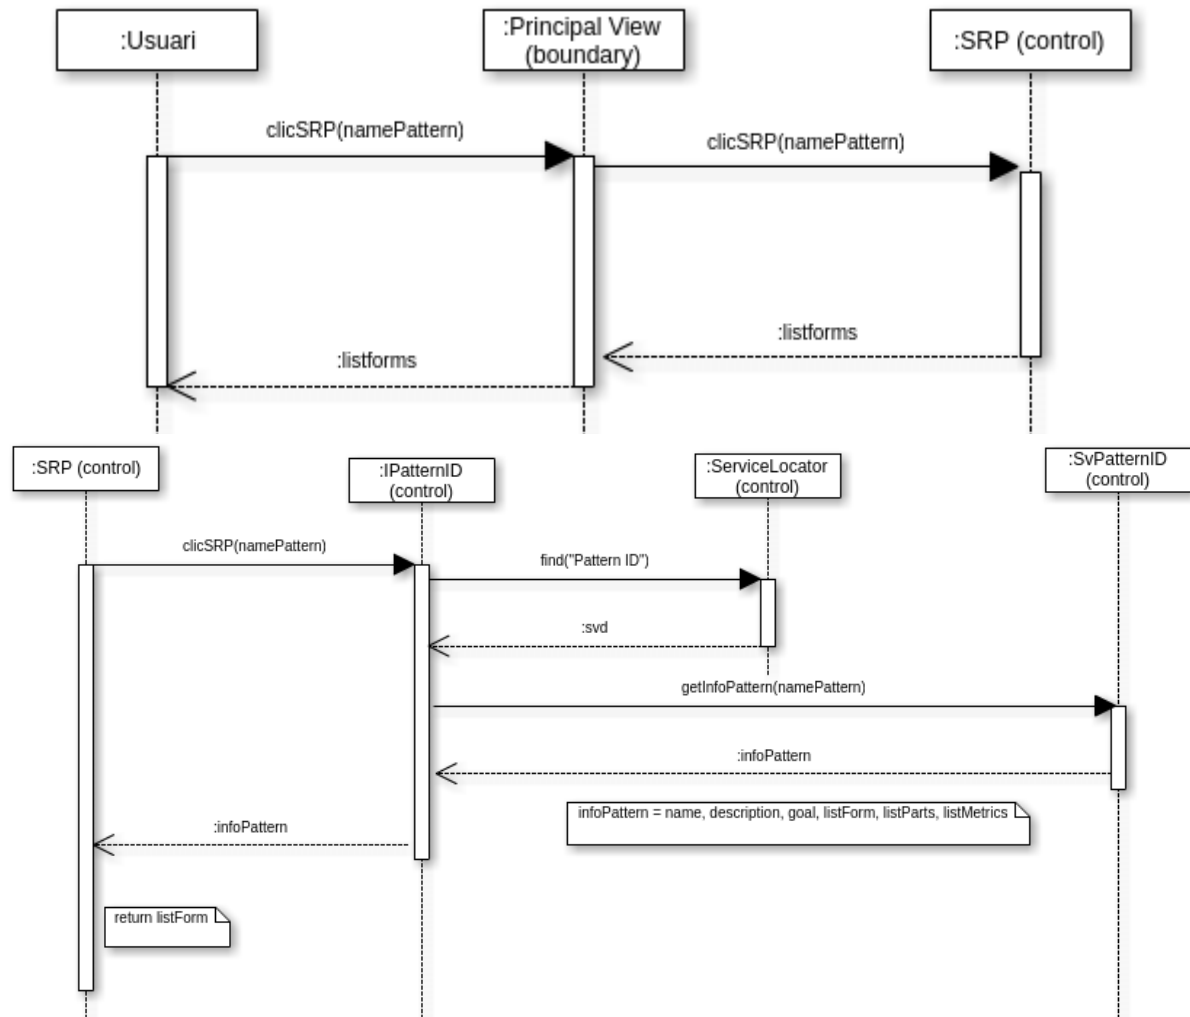 :Usuari
:Principal View
(boundary)
:SRP (control)
clicSRP(namePattern)
clicSRP(namePattern)
:listforms
:listforms
:SRP (control)
:IPatternID
(control)
:ServiceLocator
(control)
:SvPatternID
(control)
clicSRP(namePattern)
find("Pattern ID")
:svd
getInfoPattern(namePattern)
:infoPattern
infoPattern = name, description, goal, listForm, listParts, listMetrics
:infoPattern
return listForm